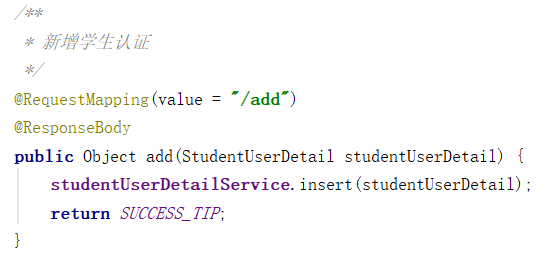 /**
 * 新增学生认证
 */
@RequestMapping(value = "/add")
@ResponseBody
public Object add(StudentUserDetail studentUserDetail) {
    studentUserDetailService.insert(studentUserDetail);
    return SUCCESS_TIP;
}